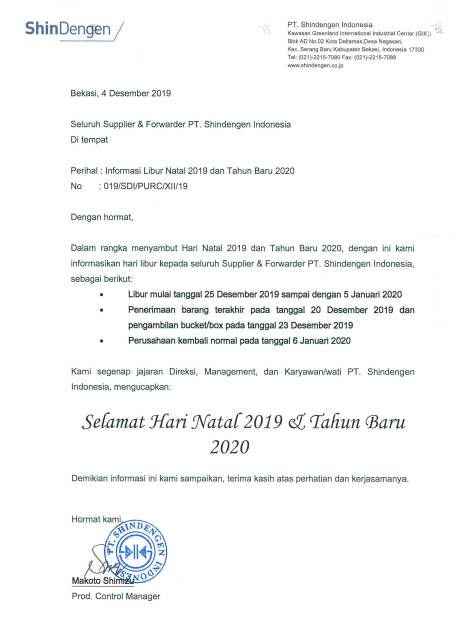 ShinDengen
PT. Shindengen Indonesia
Kawasan Greenland International Industrial Center (GIIC)
Blok AD No.02 Kota Deltamas,Desa Nagasari,
Kec. Serang Baru Kabupaten Bekasi, Indonesia 17330
Tel: (021)-2215-7080 Fax: (021)-2215-7088
www.shindengen.co.jp
Bekasi, 4 Desember 2019
Seluruh Supplier & Forwarder PT. Shindengen Indonesia
Di tempat
Perihal : Informasi Libur Natal 2019 dan Tahun Baru 2020
No : 019/SDI/PURC/XII/19
Dengan hormat,
Dalam rangka menyambut Hari Natal 2019 dan Tahun Baru 2020, dengan ini kami
informasikan hari libur kepada seluruh Supplier & Forwarder PT. Shindengen Indonesia,
sebagai berikut:
• Libur mulai tanggal 25 Desember 2019 sampai dengan 5 Januari 2020
• Penerimaan barang terakhir pada tanggal 20 Desember 2019 dan
pengambilan bucket/box pada tanggal 23 Desember 2019
• Perusahaan kembali normal pada tanggal 6 Januari 2020
Kami segenap jajaran Direksi, Management, dan Karyawan/wati PT. Shindengen
Indonesia, mengucapkan:
Selamat Hari Natal 2019 & Tahun Baru
2020
Demikian informasi ini kami sampaikan, terima kasih atas perhatian dan kerjasamanya.
Hormat kami,
PT. SHINDENGEN INDONESIA
Makoto Shimizu
Prod. Control Manager